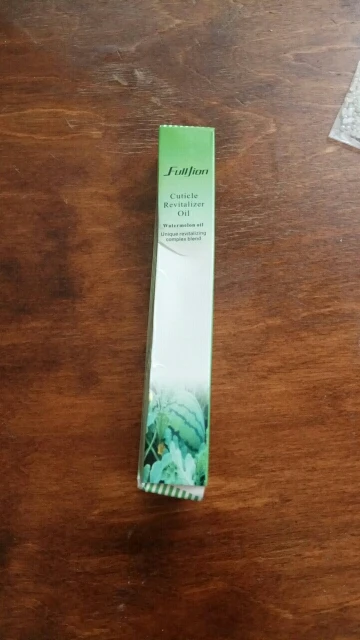 FullJion
Cuticle
Revitalizer
Oil
Watermelon oil
Unique revitalizing
complex blend